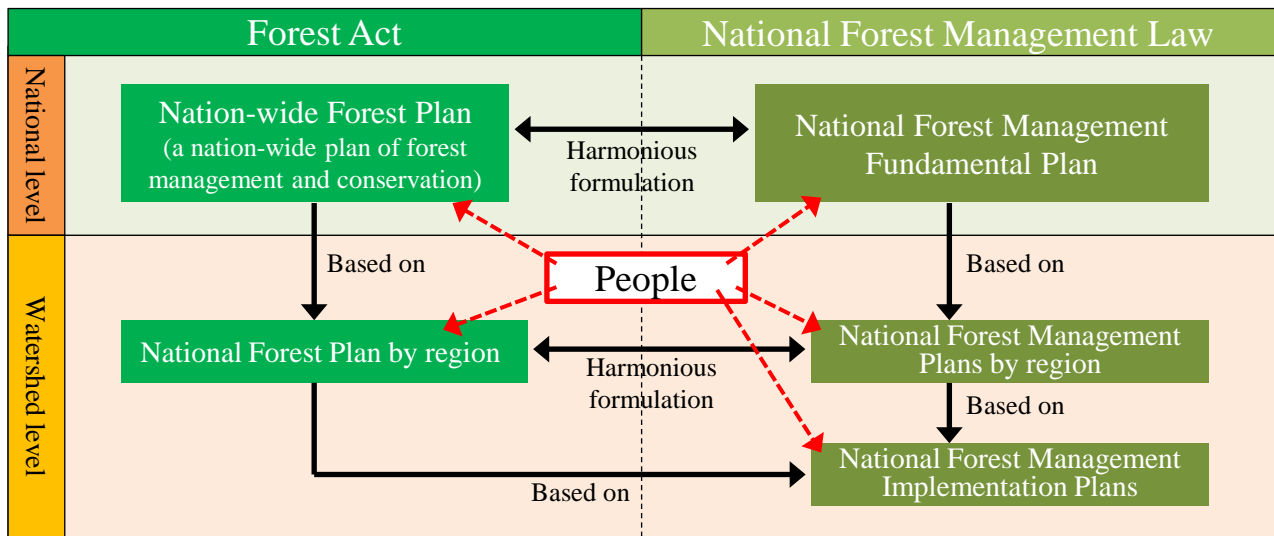 Forest Act
National Forest Management Law
National level
Nation-wide Forest Plan
(a nation-wide plan of forest
management and conservation)
Harmonious
formulation
National Forest Management
Fundamental Plan
Watershed level
Based on
People
Based on
National Forest Plan by region
Harmonious
formulation
National Forest Management
Plans by region
Based on
Based on
National Forest Management
Implementation Plans